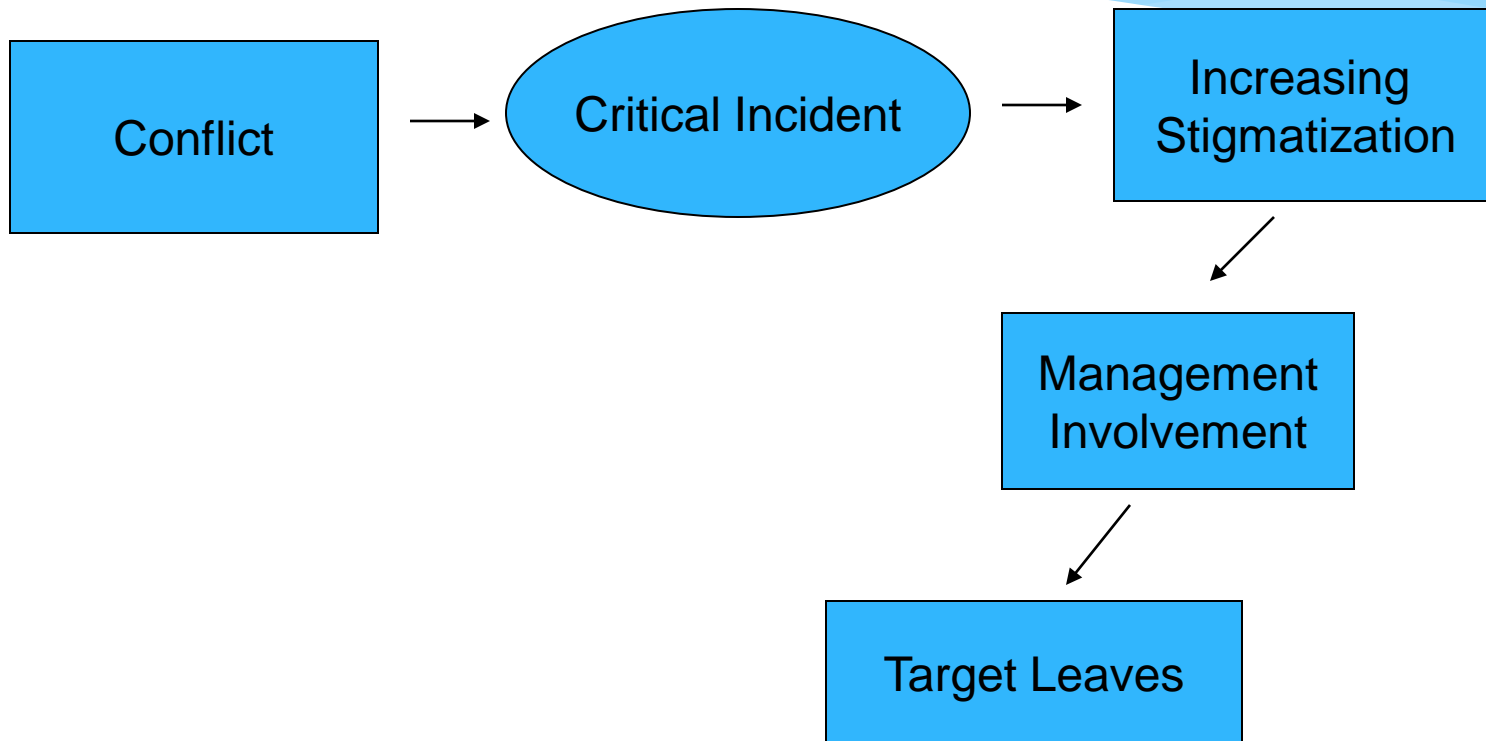 Conflict
Critical Incident
Increasing
Stigmatization
Management
Involvement
Target Leaves